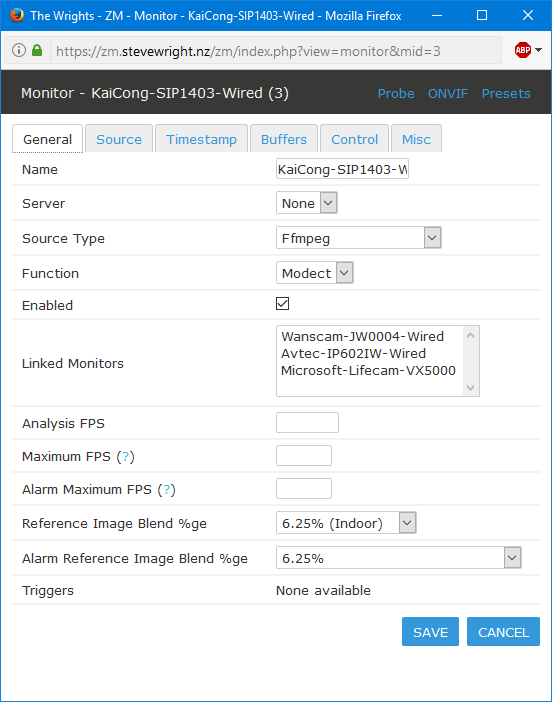 The Wrights - ZM - Monitor - KaiCong-SIP1403-Wired - Mozilla Firefox
https://zm.stevewright.nz/zm/index.php?view=monitor&mid=3
ABP
Monitor - KaiCong-SIP1403-Wired (3) Probe ONVIF Presets
General Source Timestamp Buffers Control Misc
Name KaiCong-SIP1403-W
Server None
Source Type Ffmpeg
Function Modect
Enabled
Wanscam-JW0004-Wired
Avtec-IP602IW-Wired
Linked Monitors Microsoft-Lifecam-VX5000
Analysis FPS
Maximum FPS (?)
Alarm Maximum FPS (?)
Reference Image Blend %ge 6.25% (Indoor)
Alarm Reference Image Blend %ge 6.25%
Triggers None available
SAVE CANCEL